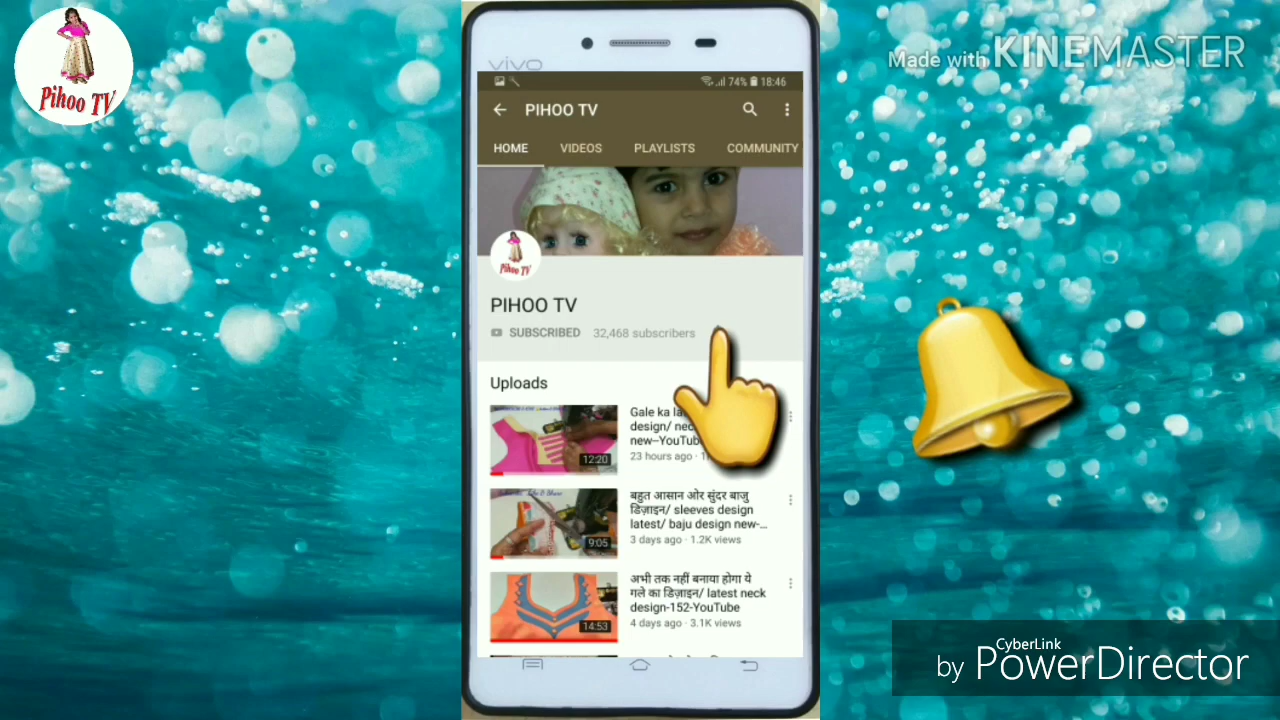 Pihoo TV
Made with KINEMASTER
vivo
74% 18:46
PIHOO TV
HOME VIDEOS PLAYLISTS COMMUNITY
Pihoo TV
PIHOO TV
SUBSCRIBED 32,468 subscribers
Uploads
Gale ka
design/
new--YouTub
23 hours ago
12:20
बहुत आसान ओर सुंदर बाजु
डिज़ाइन/ sleeves design
latest/ baju design new-...
3 days ago · 1.2K views
9:05
अभी तक नहीं बनाया होगा ये
गले का डिज़ाइन/ latest neck
design-152-YouTube
4 days ago · 3.1K views
14:53
CyberLink
by PowerDirector